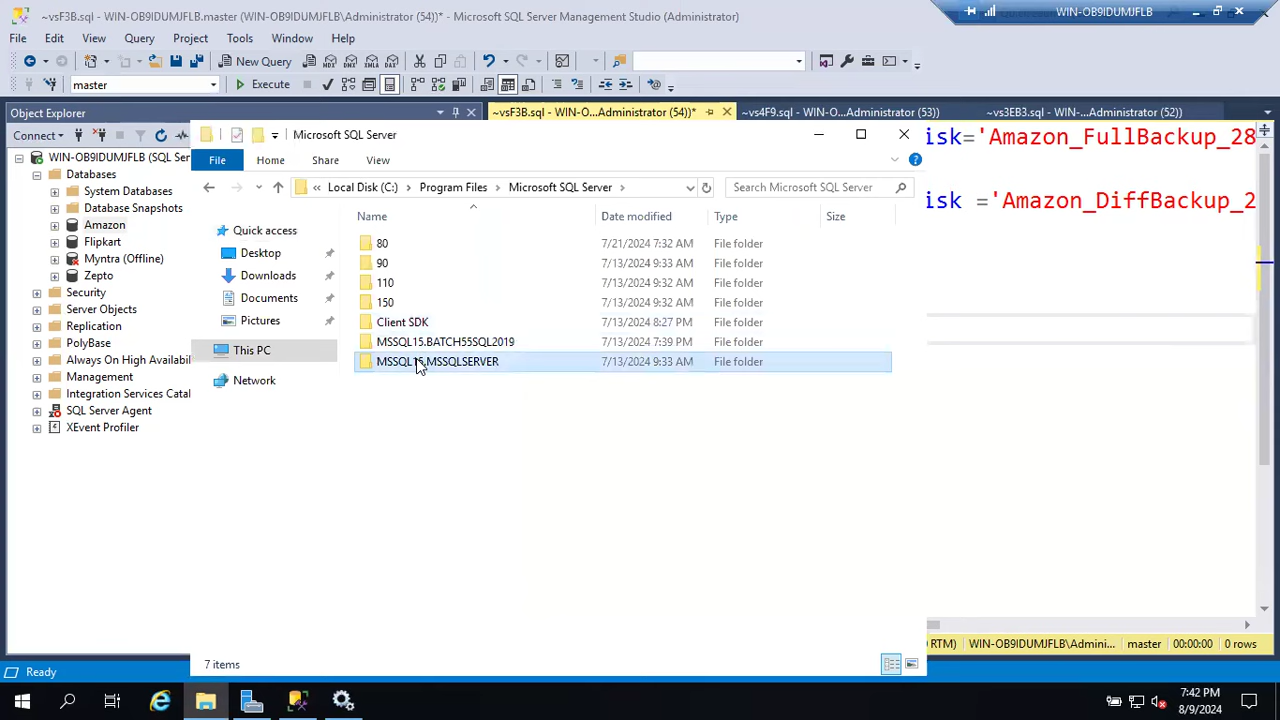 ~vsF3B.sql - WIN-OB9IDUMJFLB.master (WIN-OB9IDUMJFLB\Administrator (54))* - Microsoft SQL Server Management Studio (Administrator)
WIN-OB9IDUMJFLB
File Edit View Query Project Tools Window Help
New Query
master
Execute
Object Explorer
~vsF3B.sql - WIN-O...Administrator (54))*
~vs4F9.sql - WIN-O...Administrator (53))
~vs3EB3.sql - WIN-...Administrator (52))
Connect
WIN-OB9IDUMJFLB (SQL Ser
Databases
System Databases
Database Snapshots
Amazon
Flipkart
Myntra (Offline)
Zepto
Security
Server Objects
Replication
PolyBase
Always On High Availabil
Management
Integration Services Catal
SQL Server Agent
XEvent Profiler
Microsoft SQL Server
File Home Share View
« Local Disk (C:) > Program Files > Microsoft SQL Server >
Search Microsoft SQL Server
Quick access
Desktop
Downloads
Documents
Pictures
This PC
Network
Name Date modified Type Size
80 7/21/2024 7:32 AM File folder
90 7/13/2024 9:33 AM File folder
110 7/13/2024 9:32 AM File folder
150 7/13/2024 9:32 AM File folder
Client SDK 7/13/2024 8:27 PM File folder
MSSQL15.BATCH55SQL2019 7/13/2024 7:39 PM File folder
MSSQL15.MSSQLSERVER 7/13/2024 9:33 AM File folder
7 items
isk='Amazon_FullBackup_28
isk ='Amazon_DiffBackup_2
RTM) WIN-OB9IDUMJFLB\Admini... master 00:00:00 0 rows
Ready
7:42 PM
8/9/2024